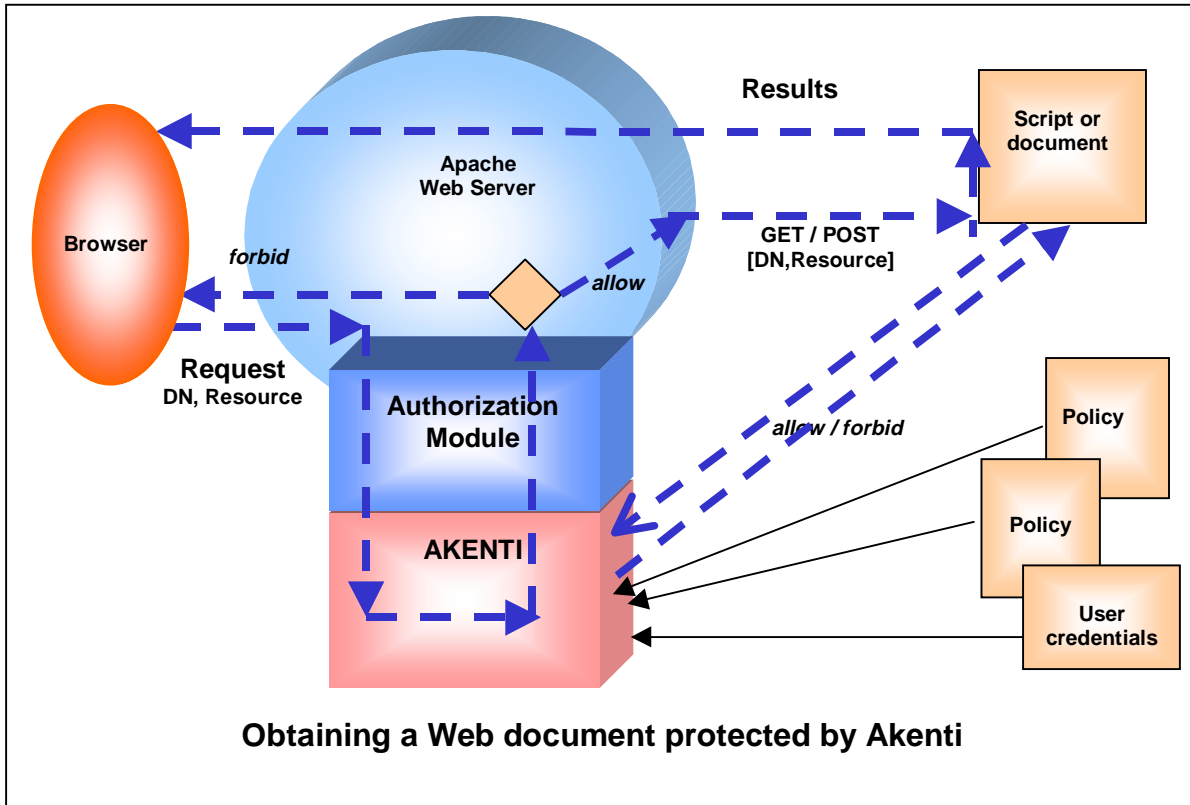 Results
Script or
document
Apache
Web Server
Browser
GET / POST
[DN,Resource]
forbid
allow
Request
DN, Resource
Authorization
Module
allow / forbid
Policy
Policy
AKENTI
User
credentials
Obtaining a Web document protected by Akenti